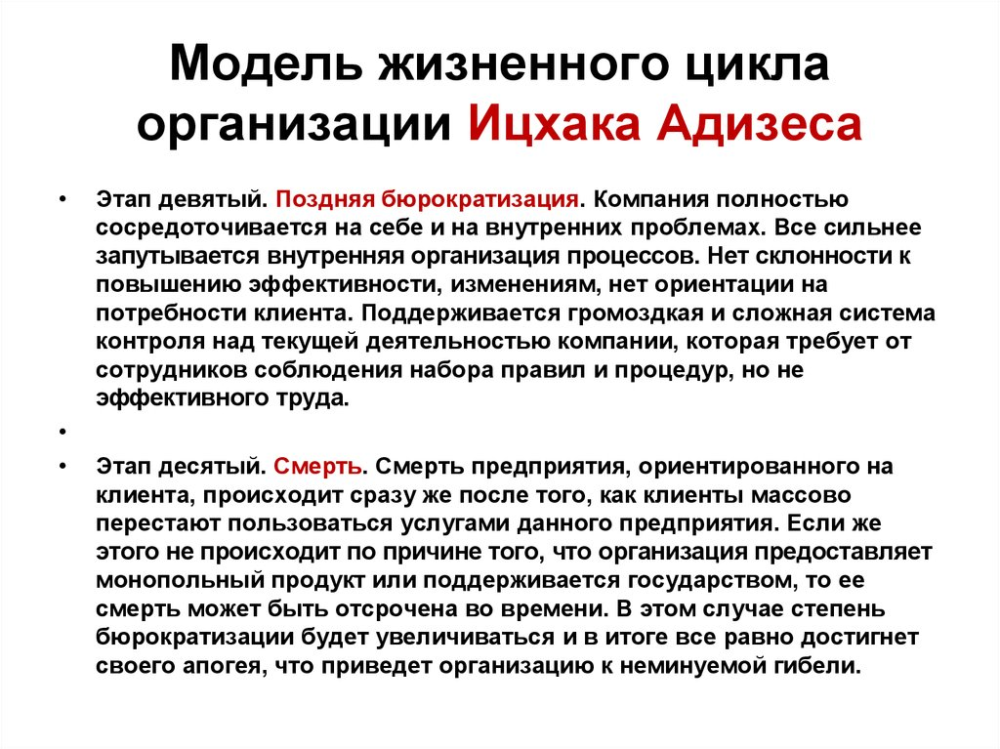 Модель жизненного цикла
организации Ицхака Адизеса
• Этап девятый. Поздняя бюрократизация. Компания полностью
сосредоточивается на себе и на внутренних проблемах. Все сильнее
запутывается внутренняя организация процессов. Нет склонности к
повышению эффективности, изменениям, нет ориентации на
потребности клиента. Поддерживается громоздкая и сложная система
контроля над текущей деятельностью компании, которая требует от
сотрудников соблюдения набора правил и процедур, но не
эффективного труда.
•
• Этап десятый. Смерть. Смерть предприятия, ориентированного на
клиента, происходит сразу же после того, как клиенты массово
перестают пользоваться услугами данного предприятия. Если же
этого не происходит по причине того, что организация предоставляет
монопольный продукт или поддерживается государством, то ее
смерть может быть отсрочена во времени. В этом случае степень
бюрократизации будет увеличиваться и в итоге все равно достигнет
своего апогея, что приведет организацию к неминуемой гибели.